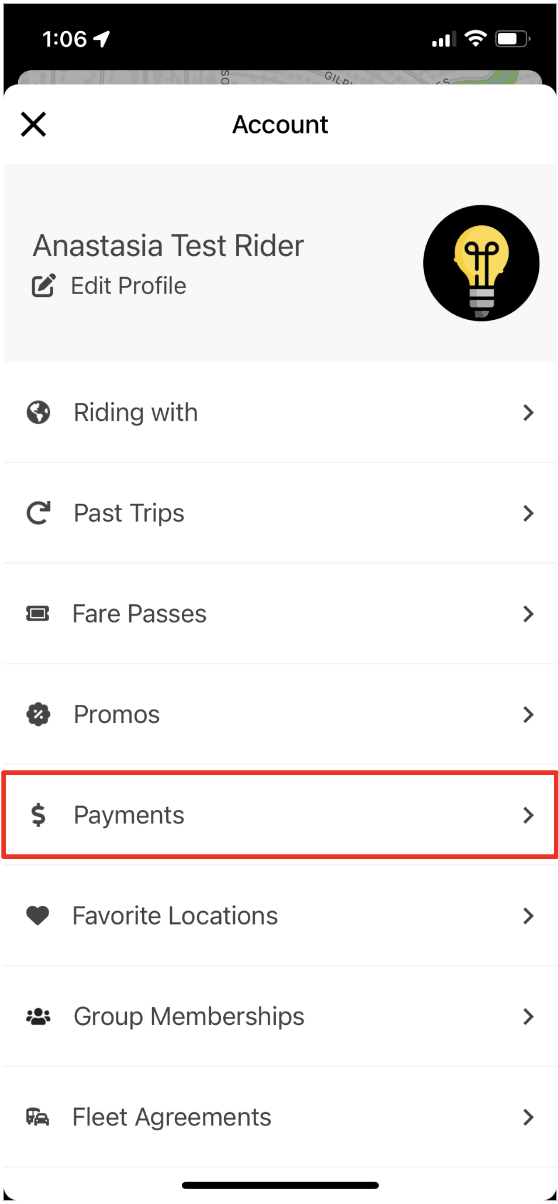 1:06
Account
Anastasia Test Rider
Edit Profile
Riding with
Past Trips
Fare Passes
Promos
Payments
Favorite Locations
Group Memberships
Fleet Agreements